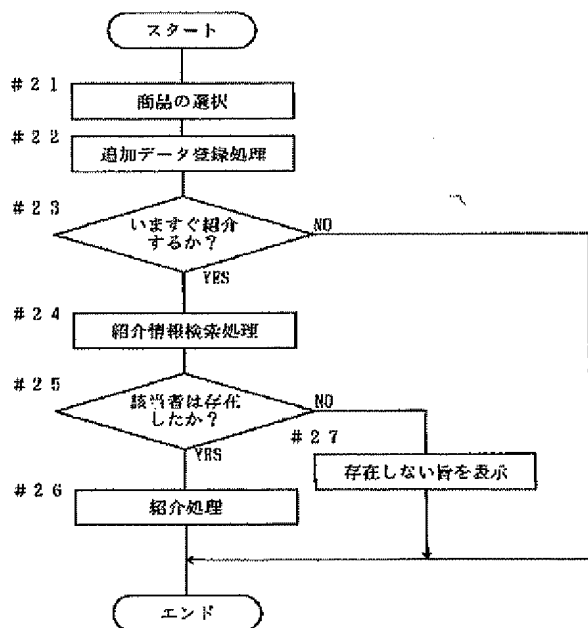 スタート
#21
商品の選択
#22
追加データ登録処理
#23
いますぐ紹介
するか？
NO
YES
#24
紹介情報検索処理
#25
該当者は存在
したか？
NO
#27
YES
存在しない旨を表示
#26
紹介処理
エンド